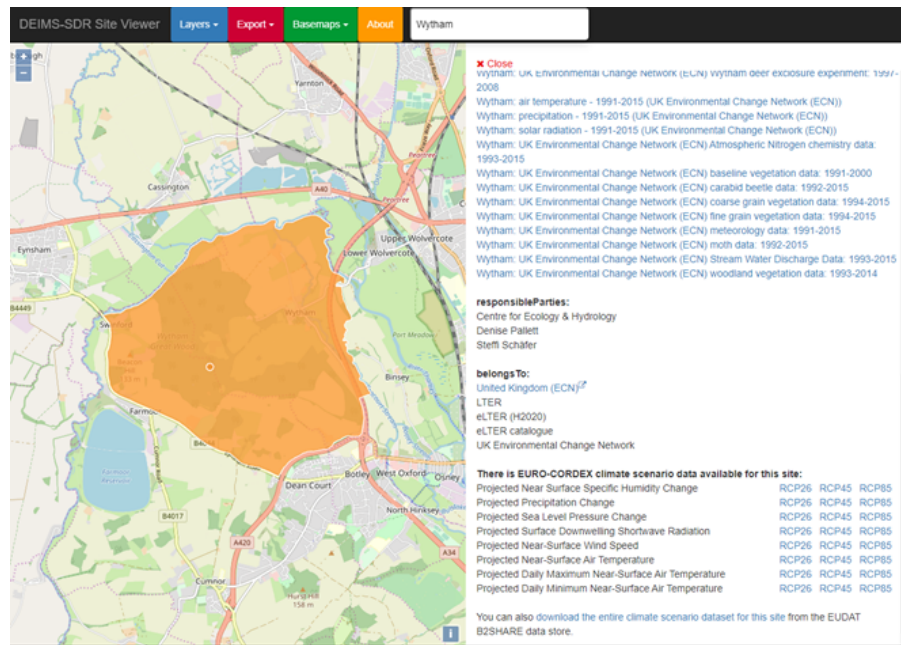 DEIMS-SDR Site Viewer Layers Export Basemaps About Wytham
+
−
Yarnton
Cassington
A40
Peartree
Eynsham
Upper Wolvercote
Lower Wolvercote
B4449
Swinford
Wytham
Port Meadow
Binsey
Farmoor
Farmoor
Reservoir
Botley
West Oxford
Osney
Dean Court
North Hinksey
B4017
A420
A34
Cumnor
Hurst Hill
158 m
i
✖ Close
Wytham: UK Environmental Change Network (ECN) Wytham deer exclosure experiment: 1997-
2008
Wytham: air temperature - 1991-2015 (UK Environmental Change Network (ECN))
Wytham: precipitation - 1991-2015 (UK Environmental Change Network (ECN))
Wytham: solar radiation - 1991-2015 (UK Environmental Change Network (ECN))
Wytham: UK Environmental Change Network (ECN) Atmospheric Nitrogen chemistry data:
1993-2015
Wytham: UK Environmental Change Network (ECN) baseline vegetation data: 1991-2000
Wytham: UK Environmental Change Network (ECN) carabid beetle data: 1992-2015
Wytham: UK Environmental Change Network (ECN) coarse grain vegetation data: 1994-2015
Wytham: UK Environmental Change Network (ECN) fine grain vegetation data: 1994-2015
Wytham: UK Environmental Change Network (ECN) meteorology data: 1991-2015
Wytham: UK Environmental Change Network (ECN) moth data: 1992-2015
Wytham: UK Environmental Change Network (ECN) Stream Water Discharge Data: 1993-2015
Wytham: UK Environmental Change Network (ECN) woodland vegetation data: 1993-2014
responsibleParties:
Centre for Ecology & Hydrology
Denise Pallett
Steffi Schäfer
belongsTo:
United Kingdom (ECN)
LTER
eLTER (H2020)
eLTER catalogue
UK Environmental Change Network
There is EURO-CORDEX climate scenario data available for this site:
Projected Near Surface Specific Humidity Change RCP26 RCP45 RCP85
Projected Precipitation Change RCP26 RCP45 RCP85
Projected Sea Level Pressure Change RCP26 RCP45 RCP85
Projected Surface Downwelling Shortwave Radiation RCP26 RCP45 RCP85
Projected Near-Surface Wind Speed RCP26 RCP45 RCP85
Projected Near-Surface Air Temperature RCP26 RCP45 RCP85
Projected Daily Maximum Near-Surface Air Temperature RCP26 RCP45 RCP85
Projected Daily Minimum Near-Surface Air Temperature RCP26 RCP45 RCP85
You can also download the entire climate scenario dataset for this site from the EUDAT
B2SHARE data store.